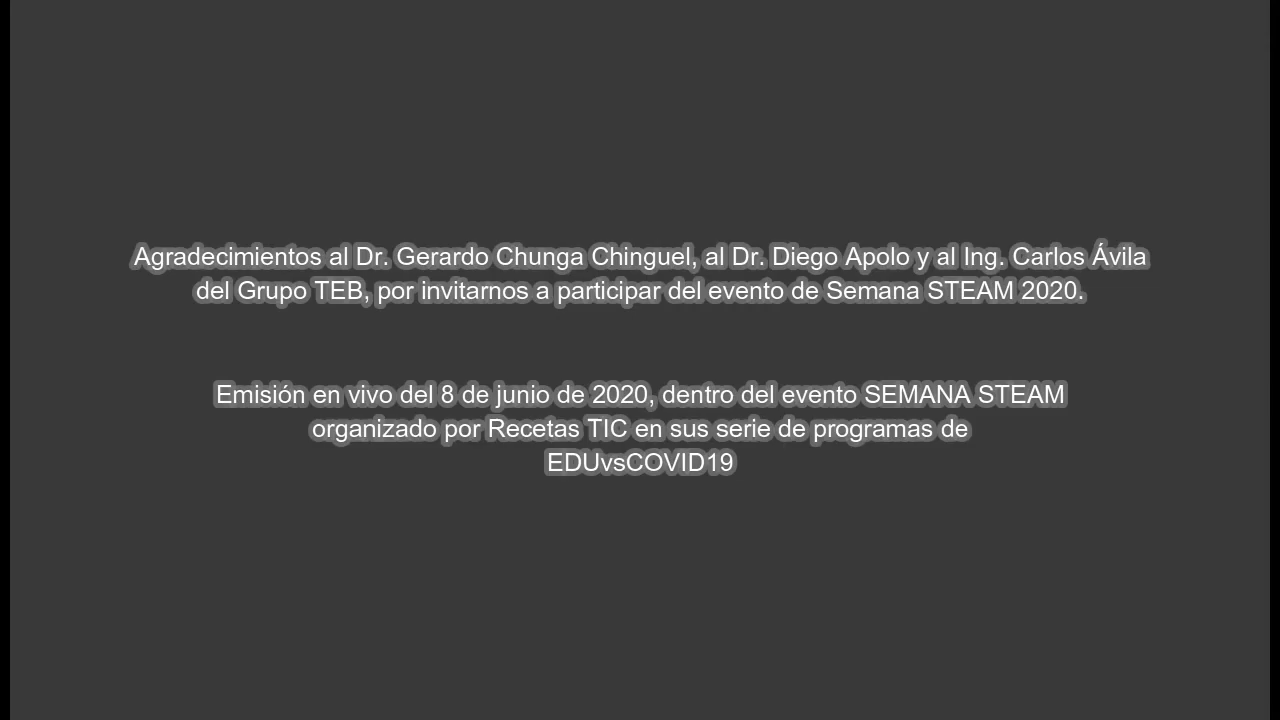 Agradecimientos al Dr. Gerardo Chunga Chinguel, al Dr. Diego Apolo y al Ing. Carlos Ávila
del Grupo TEB, por invitarnos a participar del evento de Semana STEAM 2020.
Emisión en vivo del 8 de junio de 2020, dentro del evento SEMANA STEAM
organizado por Recetas TIC en sus serie de programas de
EDUvsCOVID19